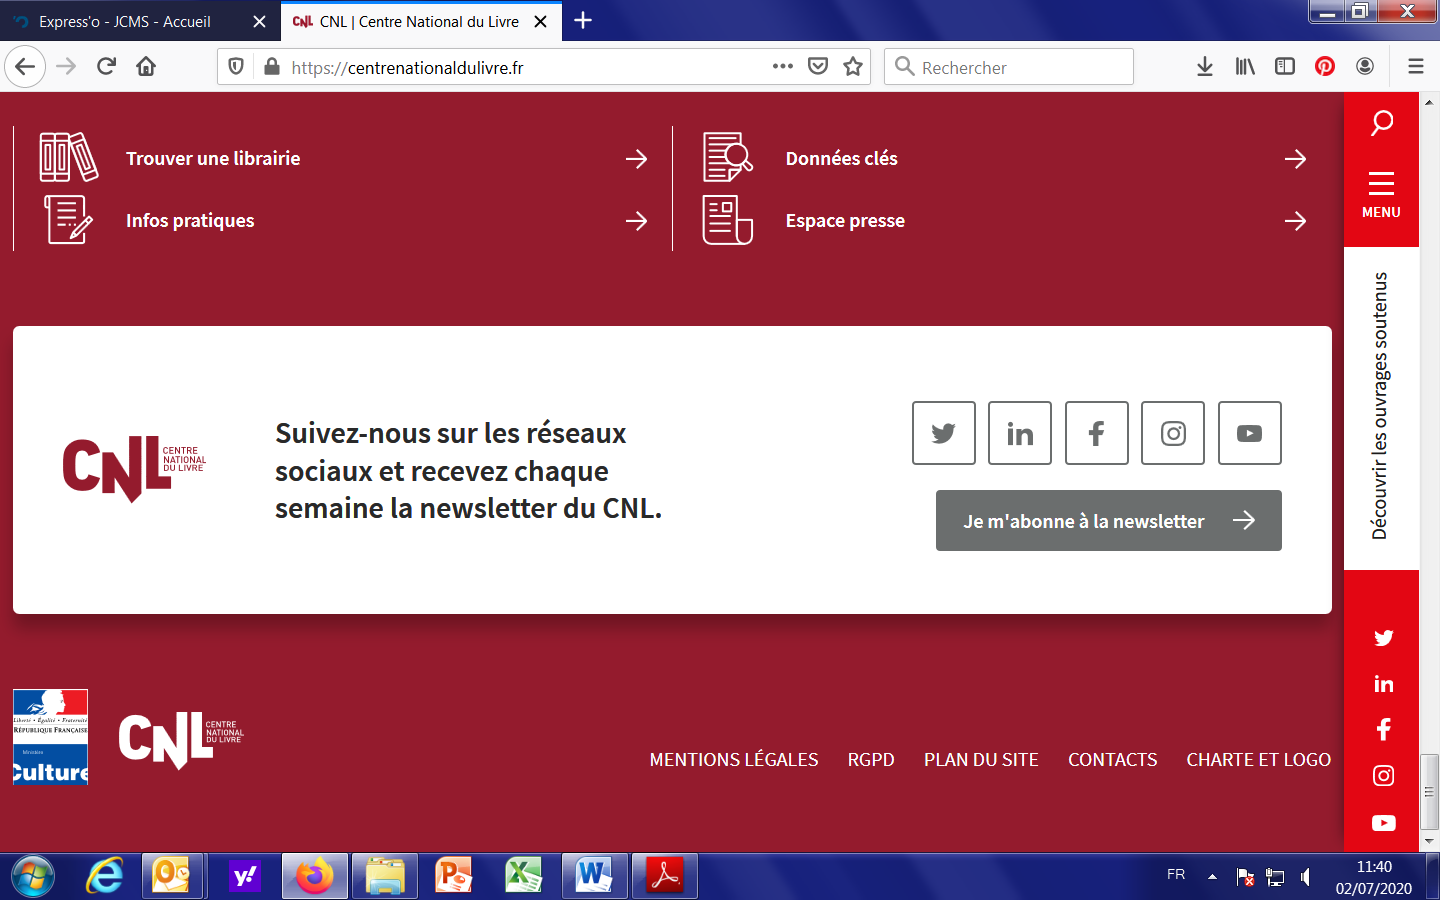 Express'o - JCMS - Accueil
CNL | Centre National du Livre
https://centrenationaldulivre.fr
Rechercher
Trouver une librairie
Données clés
Infos pratiques
Espace presse
MENU
Découvrir les ouvrages soutenus
CNL CENTRE
NATIONAL
DU LIVRE
Suivez-nous sur les réseaux
sociaux et recevez chaque
semaine la newsletter du CNL.
Je m'abonne à la newsletter
Liberté • Égalité • Fraternité
RÉPUBLIQUE FRANÇAISE
Ministère
Culture
CNL CENTRE
NATIONAL
DU LIVRE
MENTIONS LÉGALES RGPD PLAN DU SITE CONTACTS CHARTE ET LOGO
FR
11:40
02/07/2020